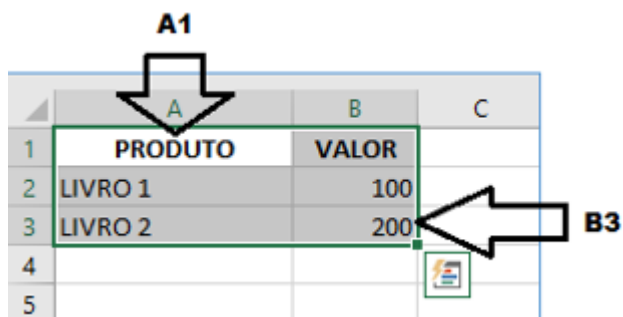 A1
A B C
1 PRODUTO VALOR
2 LIVRO 1 100
3 LIVRO 2 200
B3
4
5